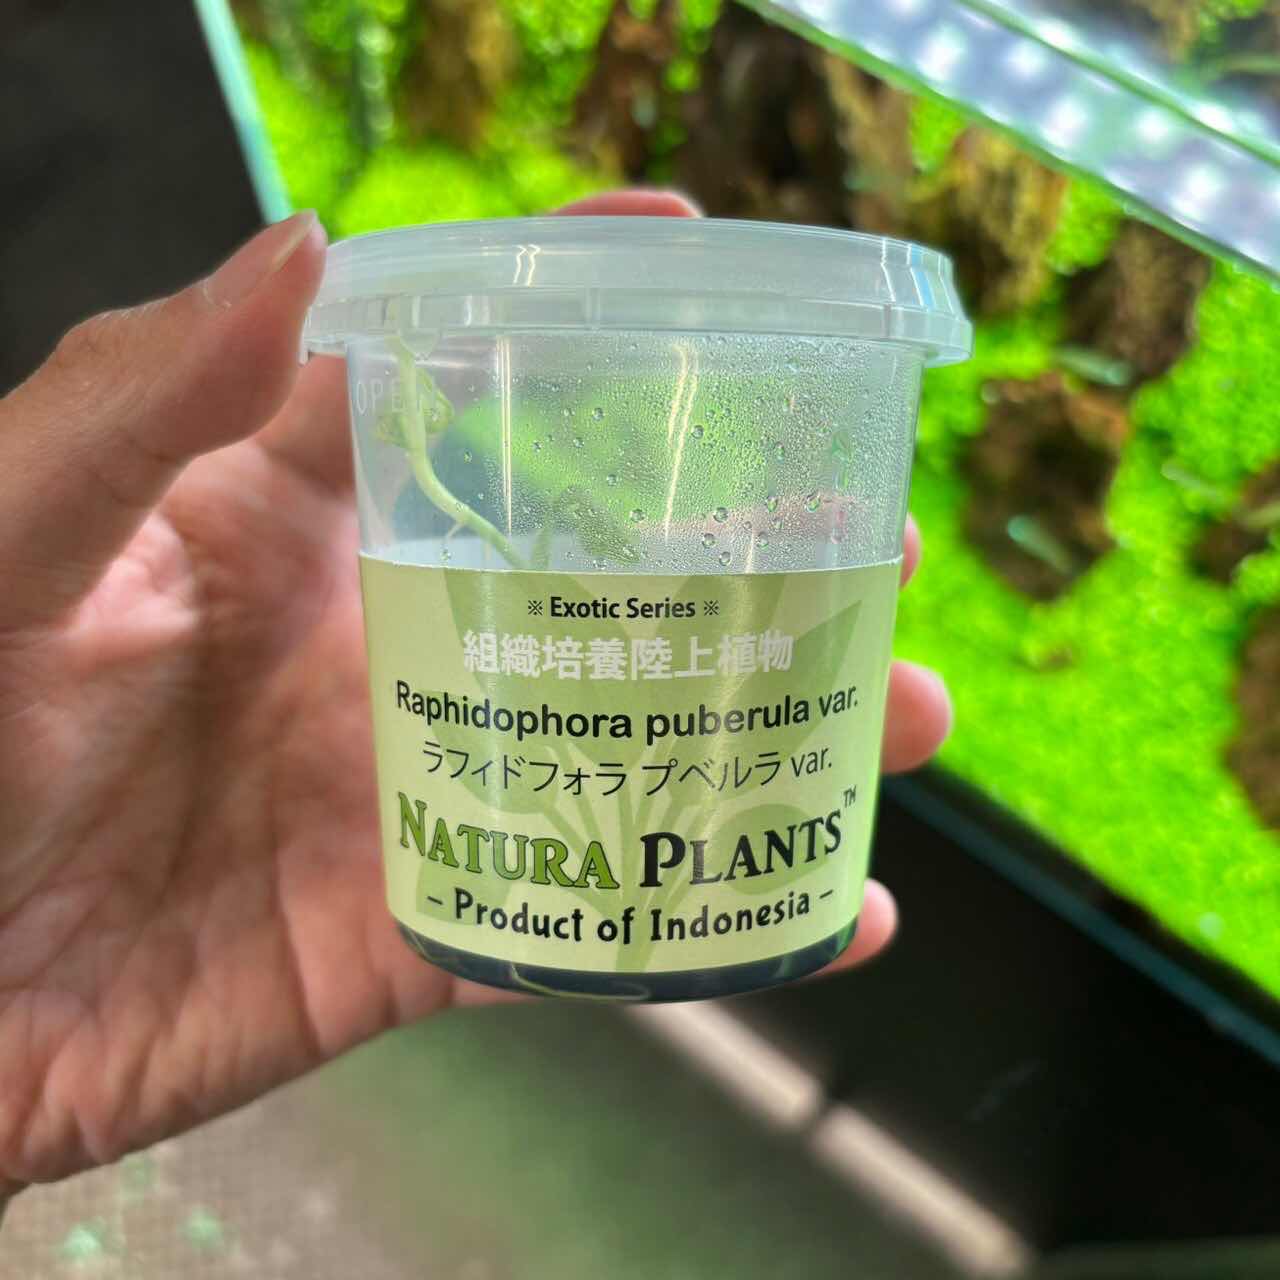 OPEN
※ Exotic Series ※
組織培養陸上植物
Raphidophora puberula var.
ラフィドフォラ プベルラ var.
NATURA PLANTS™
– Product of Indonesia –